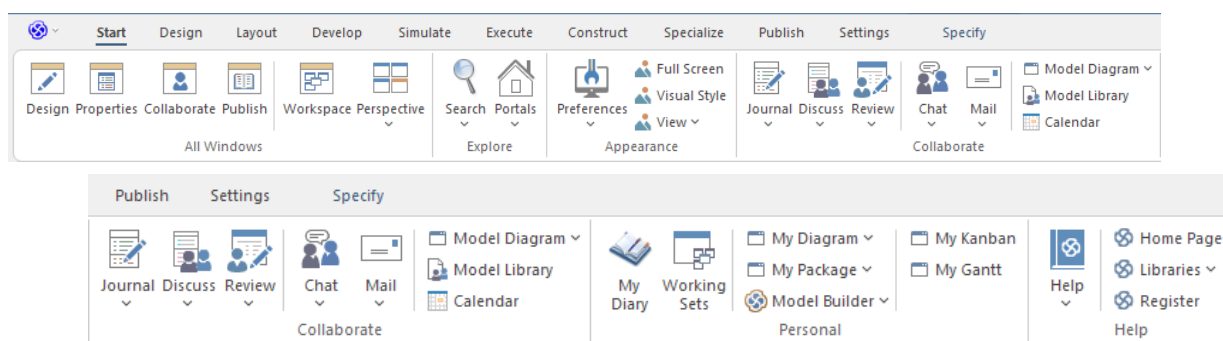 Start Design Layout Develop Simulate Execute Construct Specialize Publish Settings Specify
Design Properties Collaborate Publish Workspace Perspective Search Portals Preferences Full Screen Visual Style View Journal Discuss Review Chat Mail Model Diagram Model Library Calendar
All Windows Explore Appearance Collaborate
Publish Settings Specify
Journal Discuss Review Chat Mail Model Diagram Model Library Calendar My Diary Working Sets My Diagram My Package Model Builder My Kanban My Gantt Help Home Page Libraries Register
Collaborate Personal Help